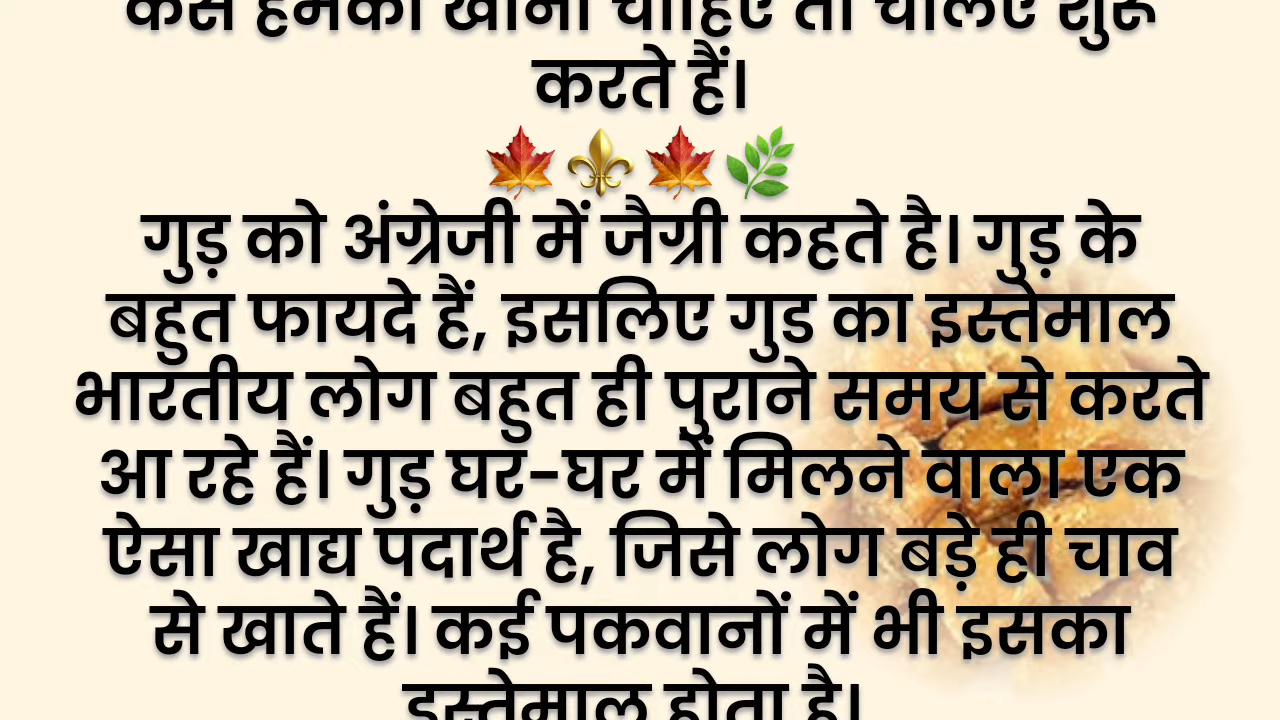 कैसे हमको खाना चाहिए तो चलिए शुरू
करते हैं।
🍁⚜️🍁🌿
गुड़ को अंग्रेजी में जैग्री कहते है। गुड़ के
बहुत फायदे हैं, इसलिए गुड का इस्तेमाल
भारतीय लोग बहुत ही पुराने समय से करते
आ रहे हैं। गुड़ घर-घर में मिलने वाला एक
ऐसा खाद्य पदार्थ है, जिसे लोग बड़े ही चाव
से खाते हैं। कई पकवानों में भी इसका
इस्तेमाल होता है।